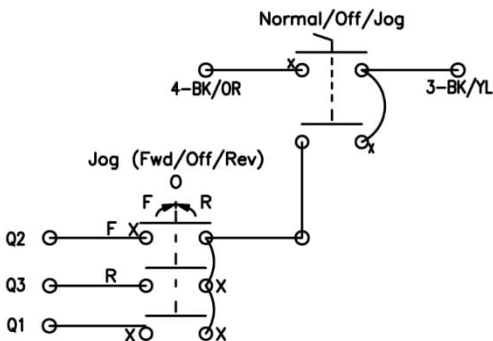 Normal/Off/Jog
x
4-BK/OR 3-BK/YL
x
Jog (Fwd/Off/Rev)
O
F R
Q2 F X
Q3 R X
Q1 X X